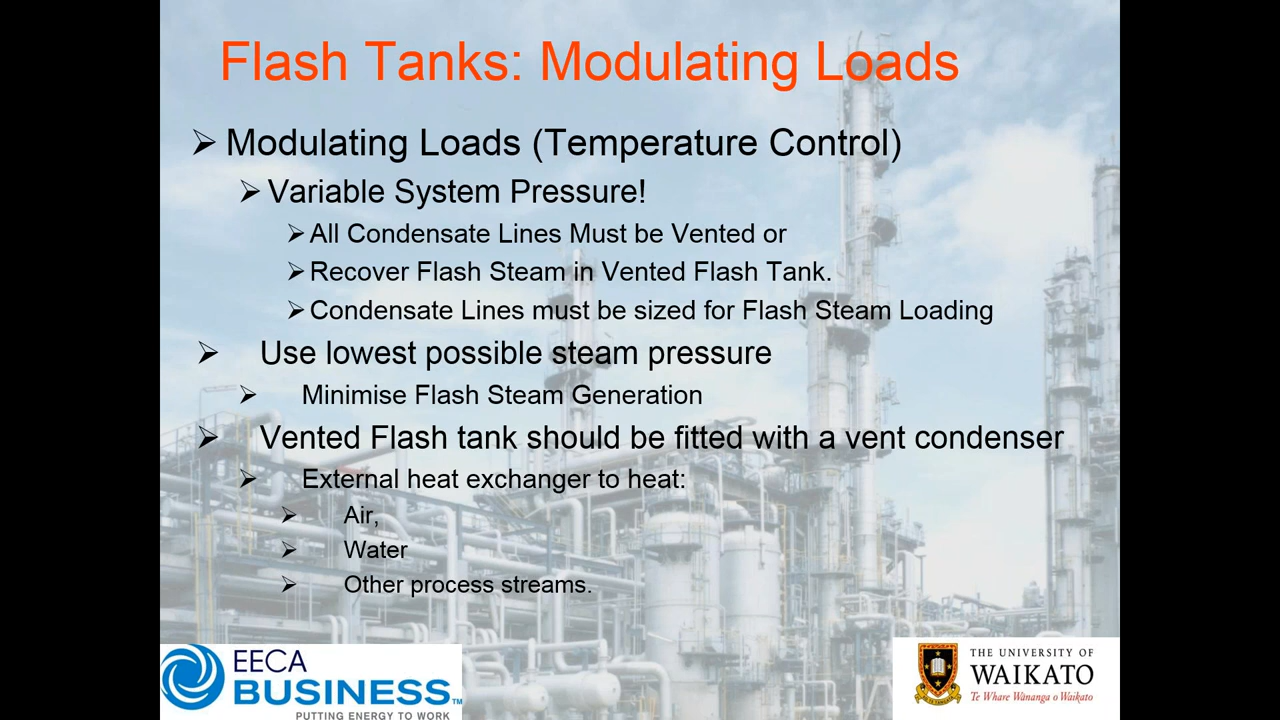 Flash Tanks: Modulating Loads
Modulating Loads (Temperature Control)
Variable System Pressure!
All Condensate Lines Must be Vented or
Recover Flash Steam in Vented Flash Tank.
Condensate Lines must be sized for Flash Steam Loading
Use lowest possible steam pressure
Minimise Flash Steam Generation
Vented Flash tank should be fitted with a vent condenser
External heat exchanger to heat:
Air,
Water
Other process streams.
EECA
BUSINESS™
PUTTING ENERGY TO WORK
THE UNIVERSITY OF
WAIKATO
Te Whare Wānanga o Waikato